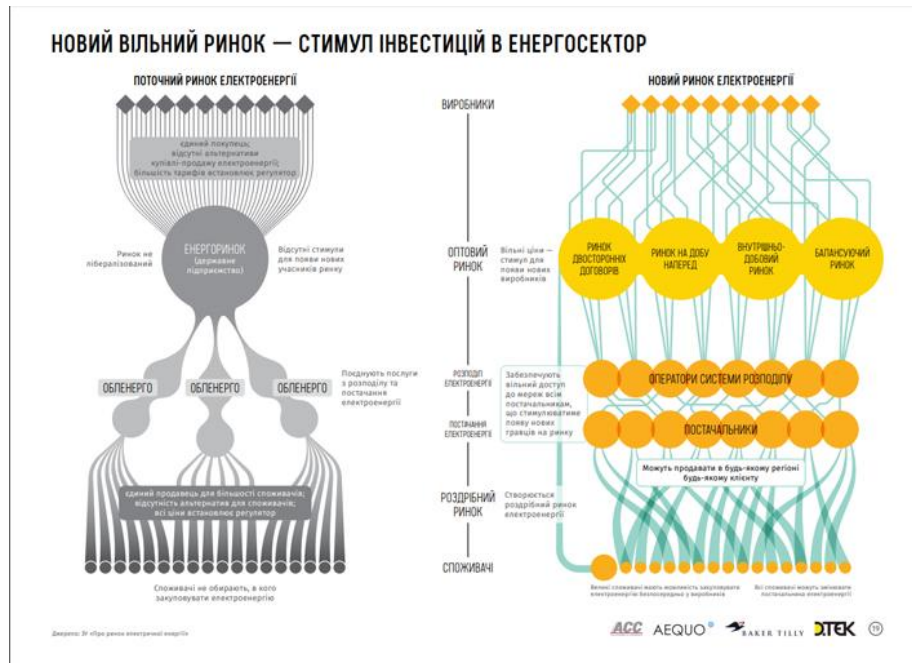 НОВИЙ ВІЛЬНИЙ РИНОК — СТИМУЛ ІНВЕСТИЦІЙ В ЕНЕРГОСЕКТОР
ПОТОЧНИЙ РИНОК ЕЛЕКТРОЕНЕРГІЇ
єдиний покупець;
відсутні альтернативи
купівлі-продажу електроенергії;
більшість тарифів встановлює регулятор
Ринок не
лібералізований
ЕНЕРГОРИНОК
(державне
підприємство)
Відсутні стимули
для появи нових
учасників ринку
ОБЛЕНЕРГО
ОБЛЕНЕРГО
ОБЛЕНЕРГО
Поєднують послуги
з розподілу та
постачання
електроенергії
єдиний продавець для більшості споживачів;
відсутність альтернатив для споживачів;
всі ціни встановлює регулятор
Споживачі не обирають, в кого
закуповувати електроенергію
ВИРОБНИКИ
ОПТОВИЙ
РИНОК
РОЗПОДІЛ
ЕЛЕКТРОЕНЕРГІЇ
ПОСТАЧАННЯ
ЕЛЕКТРОЕНЕРГІЇ
РОЗДРІБНИЙ
РИНОК
СПОЖИВАЧІ
НОВИЙ РИНОК ЕЛЕКТРОЕНЕРГІЇ
Вільні ціни —
стимул для
появи нових
виробників
РИНОК
ДВОСТОРОННІХ
ДОГОВОРІВ
РИНОК НА ДОБУ
НАПЕРЕД
ВНУТРІШНЬО-
ДОБОВИЙ
РИНОК
БАЛАНСУЮЧИЙ
РИНОК
Забезпечують
вільний доступ
до мереж всім
постачальникам,
що стимулюватиме
появу нових
гравців на ринку
ОПЕРАТОРИ СИСТЕМИ РОЗПОДІЛУ
ПОСТАЧАЛЬНИКИ
Можуть продавати в будь-якому регіоні
будь-якому клієнту
Створюється
роздрібний ринок
електроенергії
Великі споживачі мають можливість закуповувати
електроенергію безпосередньо у виробників
Всі споживачі можуть змінювати
постачальника електроенергії
Джерело: ЗУ «Про ринок електричної енергії»
ACC
AEQUO
BAKER TILLY
DTEK
19